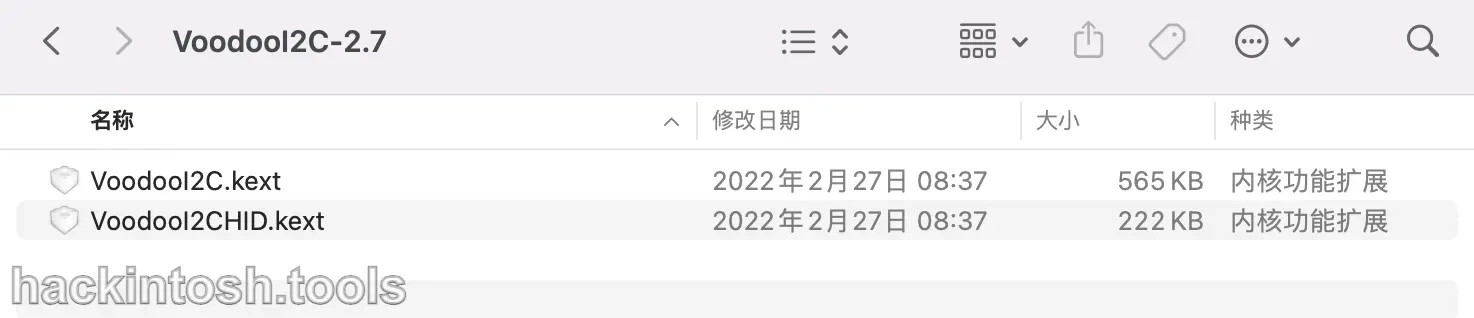 VoodooI2C-2.7
名称 修改日期 大小 种类
VoodooI2C.kext 2022年2月27日 08:37 565 KB 内核功能扩展
VoodooI2CHID.kext 2022年2月27日 08:37 222 KB 内核功能扩展
hackintosh.tools